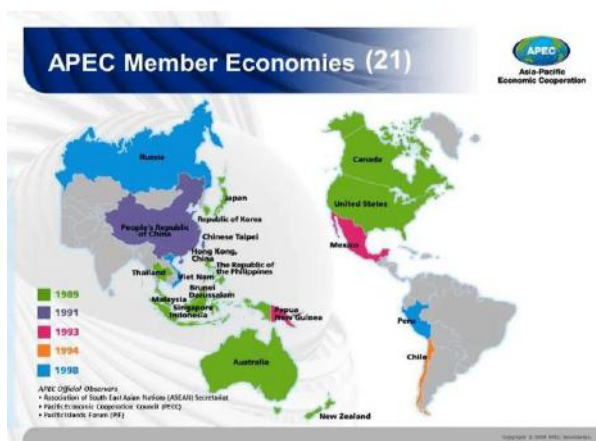 APEC Member Economies (21)
APEC
Asia-Pacific
Economic Cooperation
Russia
Canada
Japan
United States
Republic of Korea
People's Republic
of China
Chinese Taipei
Mexico
Hong Kong,
China
The Republic of
the Philippines
Thailand
Viet Nam
Brunei
Darussalam
Malaysia
Singapore
Indonesia
Papua
New Guinea
Peru
Chile
Australia
New Zealand
1989
1991
1993
1994
1998
APEC Official Observers
• Association of South East Asian Nations (ASEAN) Secretariat
• Pacific Economic Cooperation Council (PECC)
• Pacific Islands Forum (PIF)